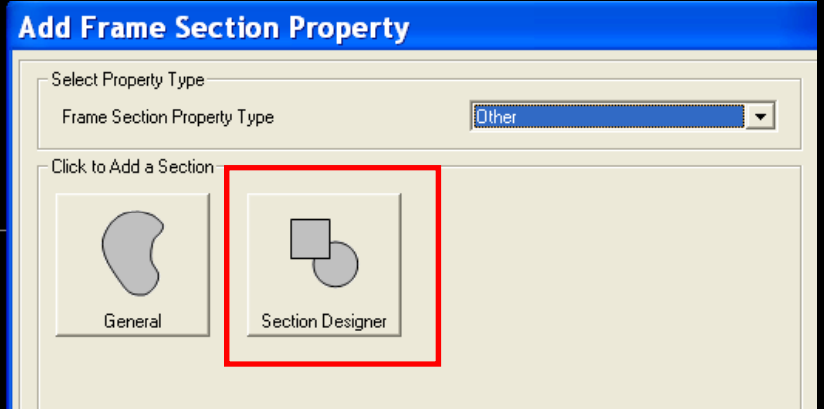 Add Frame Section Property
Select Property Type
Frame Section Property Type
Other
Click to Add a Section
General
Section Designer